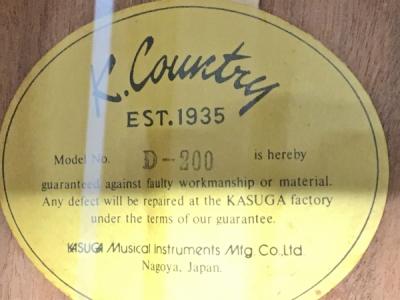 K. Country
EST.1935
Model No. D-200 is hereby
guaranteed against faulty workmanship or material.
Any defect will be repaired at the KASUGA factory
under the terms of our guarantee.
KASUGA Musical Instruments Mfg. Co., Ltd.
Nagoya, Japan.